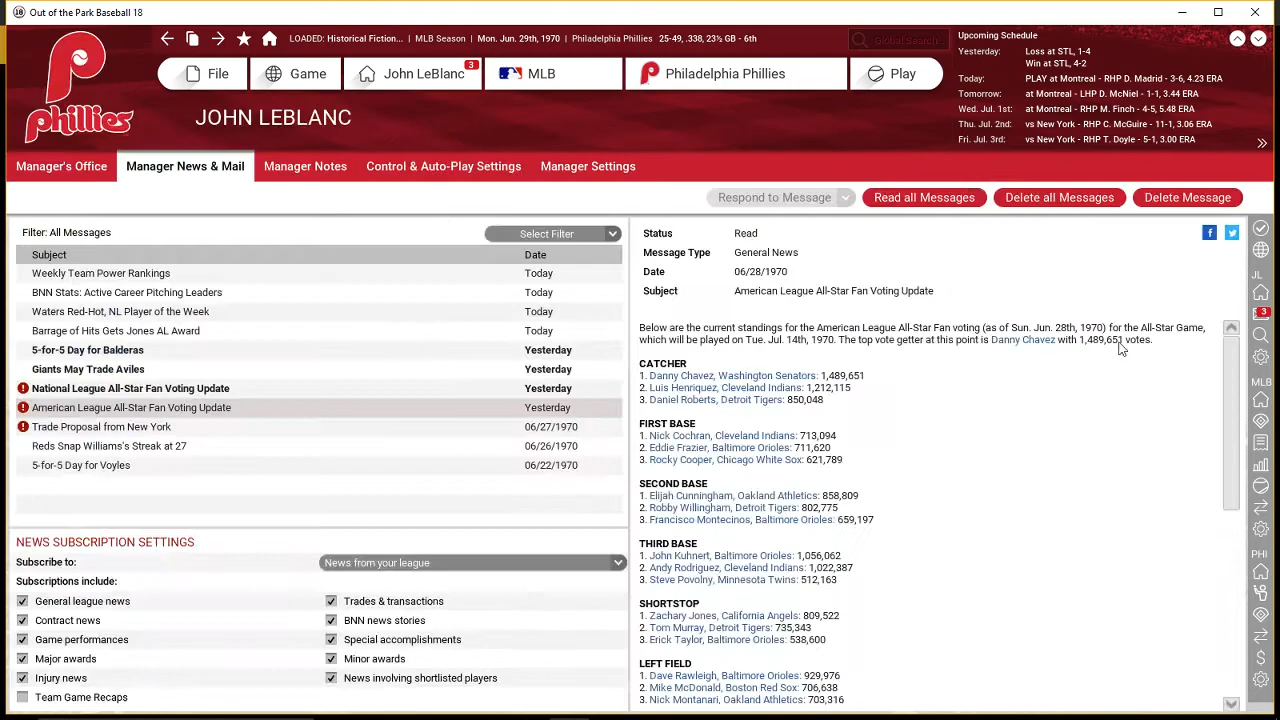 Out of the Park Baseball 18
LOADED: Historical Fiction... | MLB Season | Mon. Jun. 29th, 1970 | Philadelphia Phillies 25-49, .338, 23½ GB - 6th
Global Search...
phillies
File
Game
John LeBlanc
3
MLB
Philadelphia Phillies
Play
JOHN LEBLANC
Upcoming Schedule
Yesterday: Loss at STL, 1-4
Win at STL, 4-2
Today: PLAY at Montreal - RHP D. Madrid - 3-6, 4.23 ERA
Tomorrow: at Montreal - LHP D. McNiel - 1-1, 3.44 ERA
Wed. Jul. 1st: at Montreal - RHP M. Finch - 4-5, 5.48 ERA
Thu. Jul. 2nd: vs New York - RHP C. McGuire - 11-1, 3.06 ERA
Fri. Jul. 3rd: vs New York - RHP T. Doyle - 5-1, 3.00 ERA
Manager's Office
Manager News & Mail
Manager Notes
Control & Auto-Play Settings
Manager Settings
Respond to Message
Read all Messages
Delete all Messages
Delete Message
Filter: All Messages
Select Filter
Subject Date
Weekly Team Power Rankings Today
BNN Stats: Active Career Pitching Leaders Today
Waters Red-Hot, NL Player of the Week Today
Barrage of Hits Gets Jones AL Award Today
5-for-5 Day for Balderas Yesterday
Giants May Trade Aviles Yesterday
National League All-Star Fan Voting Update Yesterday
American League All-Star Fan Voting Update Yesterday
Trade Proposal from New York 06/27/1970
Reds Snap Williams's Streak at 27 06/26/1970
5-for-5 Day for Voyles 06/22/1970
NEWS SUBSCRIPTION SETTINGS
Subscribe to: News from your league
Subscriptions include:
General league news Trades & transactions
Contract news BNN news stories
Game performances Special accomplishments
Major awards Minor awards
Injury news News involving shortlisted players
Team Game Recaps
Status Read
Message Type General News
Date 06/28/1970
Subject American League All-Star Fan Voting Update
Below are the current standings for the American League All-Star Fan voting (as of Sun. Jun. 28th, 1970) for the All-Star Game,
which will be played on Tue. Jul. 14th, 1970. The top vote getter at this point is Danny Chavez with 1,489,651 votes.
CATCHER
1. Danny Chavez, Washington Senators: 1,489,651
2. Luis Henriquez, Cleveland Indians: 1,212,115
3. Daniel Roberts, Detroit Tigers: 850,048
FIRST BASE
1. Nick Cochran, Cleveland Indians: 713,094
2. Eddie Frazier, Baltimore Orioles: 711,620
3. Rocky Cooper, Chicago White Sox: 621,789
SECOND BASE
1. Elijah Cunningham, Oakland Athletics: 858,809
2. Robby Willingham, Detroit Tigers: 802,775
3. Francisco Montecinos, Baltimore Orioles: 659,197
THIRD BASE
1. John Kuhnert, Baltimore Orioles: 1,056,062
2. Andy Rodriguez, Cleveland Indians: 1,022,387
3. Steve Povolny, Minnesota Twins: 512,163
SHORTSTOP
1. Zachary Jones, California Angels: 809,522
2. Tom Murray, Detroit Tigers: 735,343
3. Erick Taylor, Baltimore Orioles: 538,600
LEFT FIELD
1. Dave Rawleigh, Baltimore Orioles: 929,976
2. Mike McDonald, Boston Red Sox: 706,638
3. Nick Montanari, Oakland Athletics: 703,316
JL
3
MLB
PHI